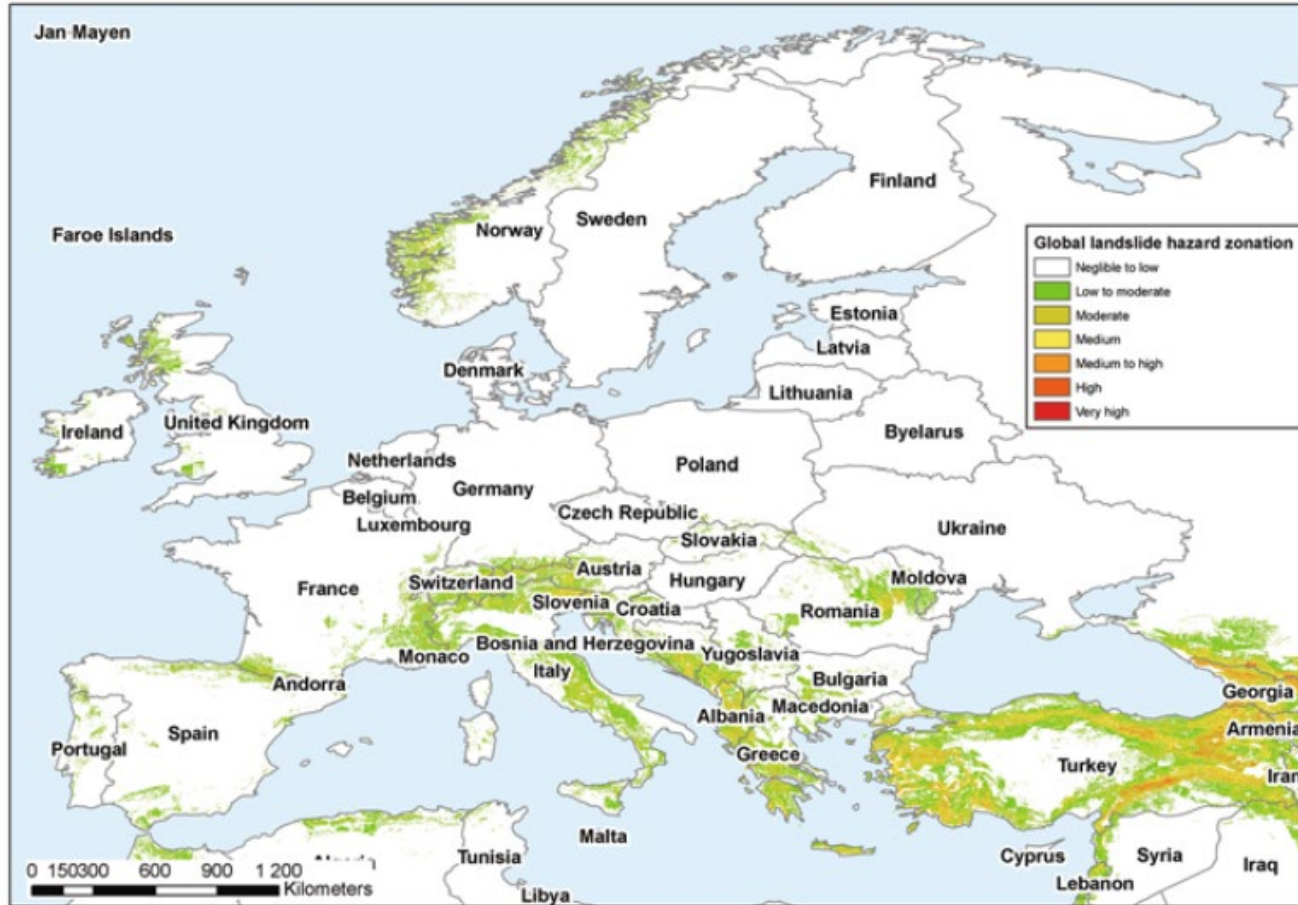 Jan Mayen
Finland
Sweden
Norway
Faroe Islands
Global landslide hazard zonation
Neglible to low
Low to moderate
Moderate
Medium
Medium to high
High
Very high
Estonia
Latvia
Denmark
Lithuania
United Kingdom
Ireland
Byelarus
Netherlands
Poland
Germany
Belgium
Czech Republic
Luxembourg
Ukraine
Slovakia
Austria
Switzerland
Hungary
Moldova
France
Slovenia
Croatia
Romania
Bosnia and Herzegovina
Monaco
Yugoslavia
Italy
Andorra
Bulgaria
Georgia
Macedonia
Albania
Armenia
Spain
Portugal
Greece
Turkey
Iran
Malta
Tunisia
Cyprus
Syria
Iraq
Lebanon
Libya
0 150300 600 900 1 200
Kilometers